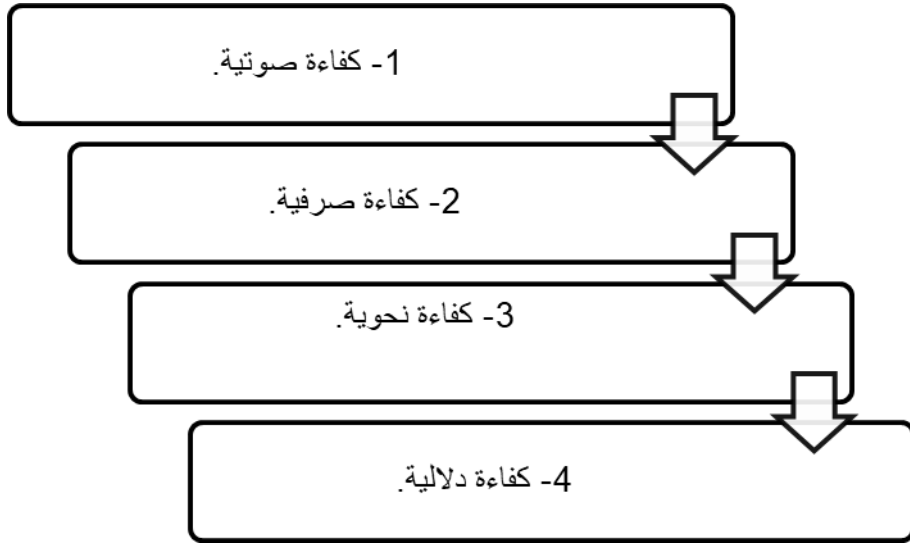 1- كفاءة صوتية.
2- كفاءة صرفية.
3- كفاءة نحوية.
4- كفاءة دلالية.